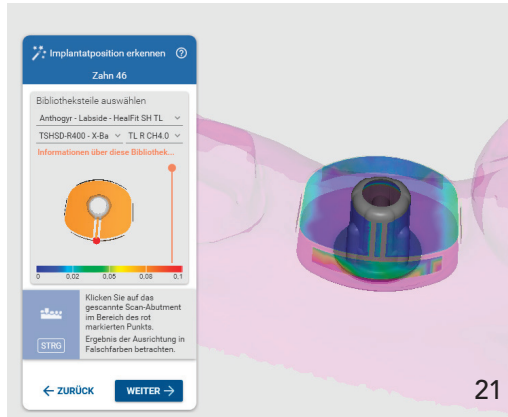 Implantatposition erkennen ?
Zahn 46
Bibliotheksteile auswählen
Anthogyr - Labside - HealFit SH TL
TSHSD-R400 - X-Ba TL R CH4.0
Informationen über diese Bibliothek...
0 0,02 0,05 0,08 0,1
Klicken Sie auf das
gescannte Scan-Abutment
im Bereich des rot
markierten Punkts.
STRG
Ergebnis der Ausrichtung in
Falschfarben betrachten.
← ZURÜCK WEITER →
21